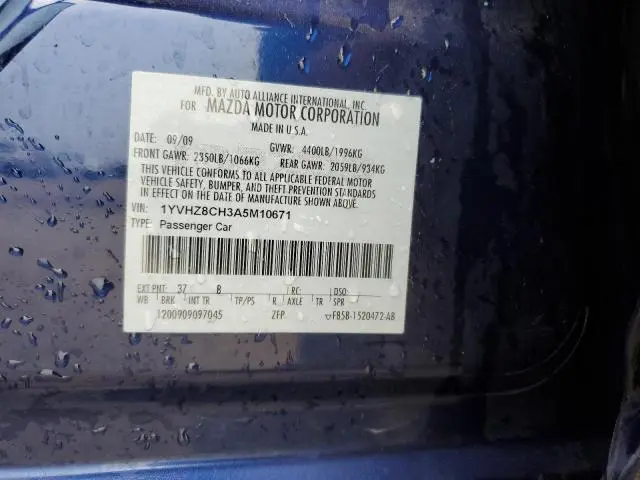 MFD. BY AUTO ALLIANCE INTERNATIONAL, INC.
FOR MAZDA MOTOR CORPORATION
MADE IN U.S.A.
DATE: 09/09 GVWR: 4400LB/1996KG
FRONT GAWR: 2350LB/1066KG REAR GAWR: 2059LB/934KG
THIS VEHICLE CONFORMS TO ALL APPLICABLE FEDERAL MOTOR
VEHICLE SAFETY, BUMPER, AND THEFT PREVENTION STANDARDS
IN EFFECT ON THE DATE OF MANUFACTURE SHOWN ABOVE.
VIN: 1YVHZ8CH3A5M10671
TYPE: Passenger Car
EXT PNT: 37 B RC: DSO:
WB BRK INT TR TP/PS R AXLE TR SPR
1200909097045 ZFP F85B-1520472-AB